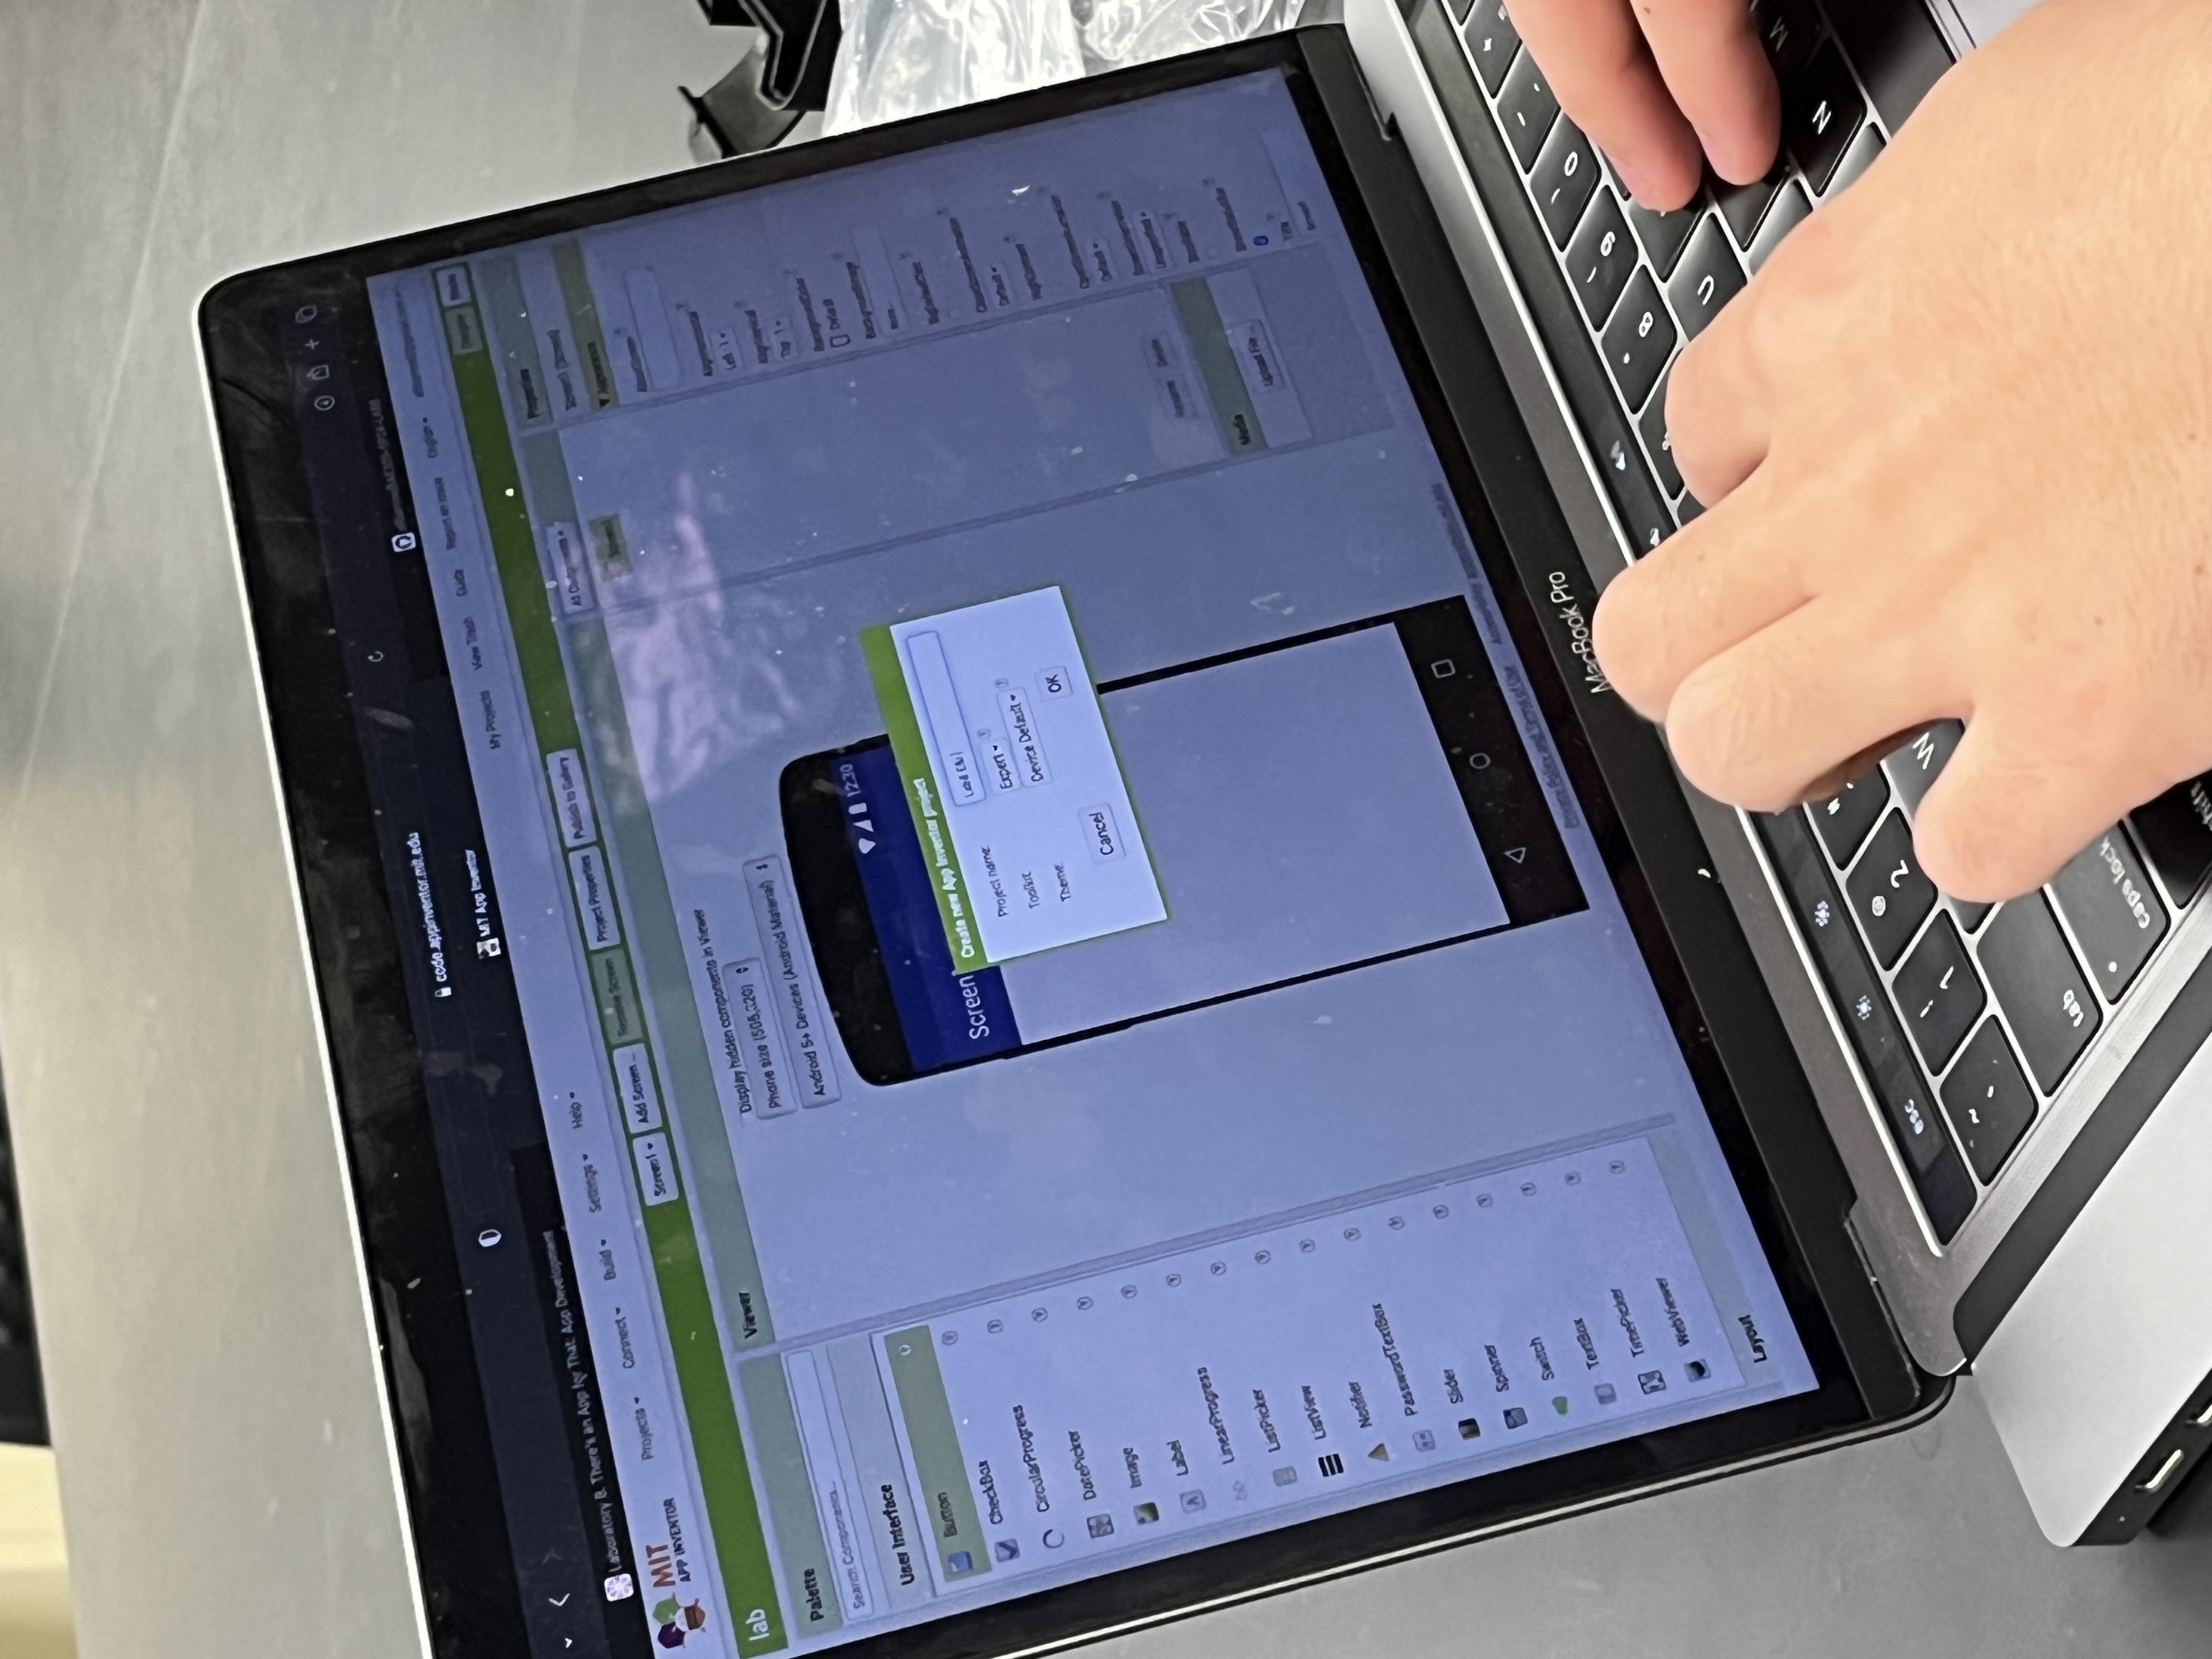 code.appinventor.mit.edu
Laboratory 8. There's an App for That: App Development
MIT App Inventor
MIT
APP INVENTOR
Projects
Connect
Build
Settings
Help
My Projects
View Trash
Guide
Report an Issue
English
lab
Screen1
Add Screen ...
Remove Screen
Project Properties
Publish to Gallery
Designer
Blocks
Palette
Search Components...
User Interface
Button
CheckBox
CircularProgress
DatePicker
Image
Label
LinearProgress
ListPicker
ListView
Notifier
PasswordTextBox
Slider
Spinner
Switch
TextBox
TimePicker
WebViewer
Layout
Viewer
Display hidden components in Viewer
Phone size (505,320)
Android 5+ Devices (Android Material)
12:30
Screen
Create new App Inventor project
Project name:
Toolkit
Expert
Theme:
Device Default
Cancel
OK
Privacy Policy and Terms of Use
All Components
Screen1
Rename
Delete
Media
Upload File ...
Properties
Screen1 (Screen)
Appearance
AboutScreen
AlignHorizontal
Left : 1
AlignVertical
Top : 1
BackgroundColor
Default
BackgroundImage
None...
BigDefaultText
CloseScreenAnimation
Default
HighContrast
OpenScreenAnimation
Default
ScreenOrientation
Unspecified
Scrollable
ShowStatusBar
Title
Screen1
MacBook Pro
esc
~
! 1
@ 2
8
9
0
W
U
N
M
tab
caps lock
shift